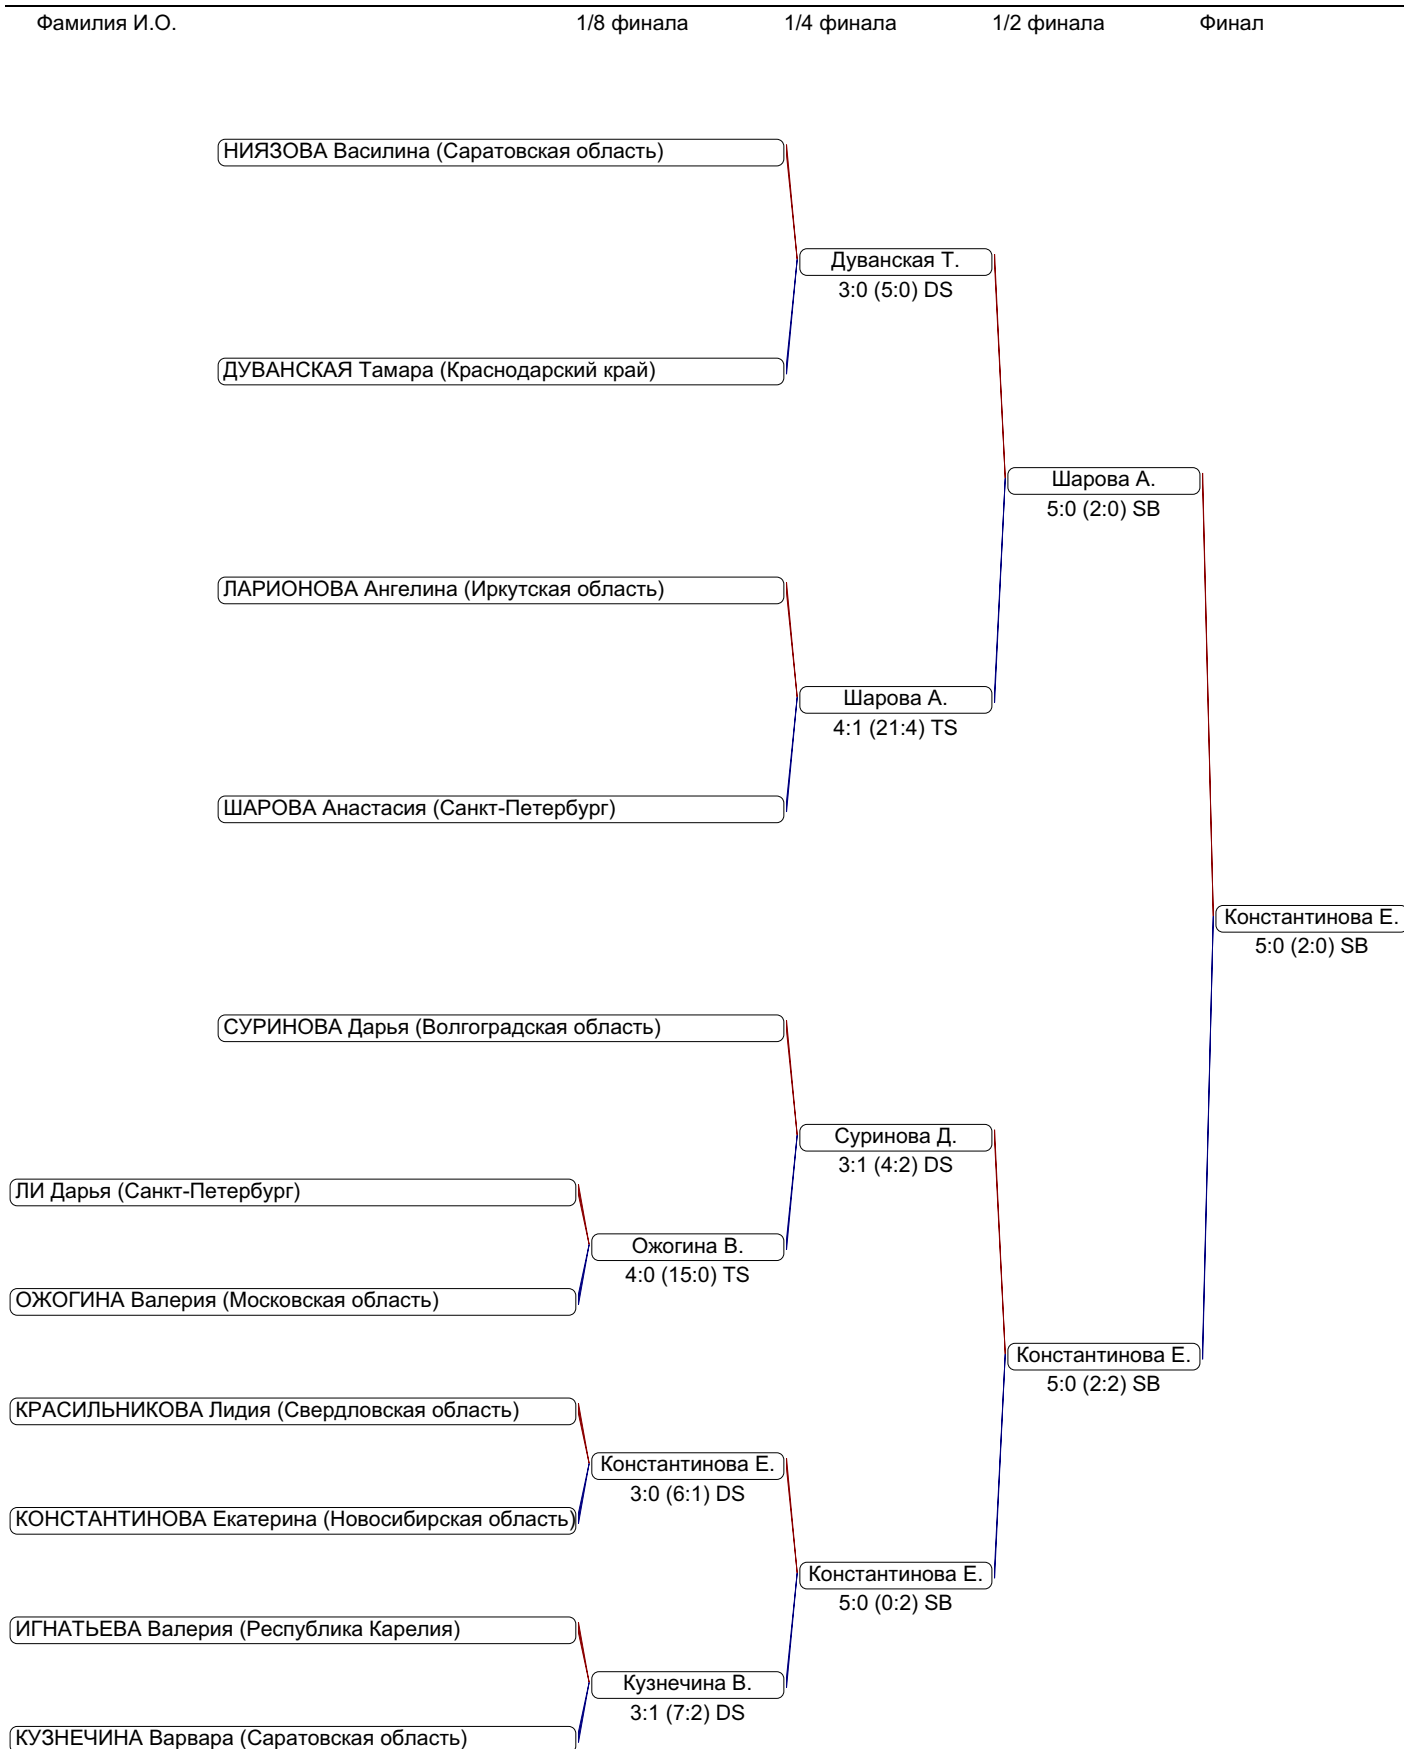 Фамилия И.О. 1/8 финала 1/4 финала 1/2 финала Финал
НИЯЗОВА Василина (Саратовская область)
Дуванская Т.
3:0 (5:0) DS
ДУВАНСКАЯ Тамара (Краснодарский край)
Шарова А.
5:0 (2:0) SB
ЛАРИОНОВА Ангелина (Иркутская область)
Шарова А.
4:1 (21:4) TS
ШАРОВА Анастасия (Санкт-Петербург)
Константинова Е.
5:0 (2:0) SB
СУРИНОВА Дарья (Волгоградская область)
Суринова Д.
3:1 (4:2) DS
ЛИ Дарья (Санкт-Петербург)
Ожогина В.
4:0 (15:0) TS
ОЖОГИНА Валерия (Московская область)
Константинова Е.
5:0 (2:2) SB
КРАСИЛЬНИКОВА Лидия (Свердловская область)
Константинова Е.
3:0 (6:1) DS
КОНСТАНТИНОВА Екатерина (Новосибирская область)
Константинова Е.
5:0 (0:2) SB
ИГНАТЬЕВА Валерия (Республика Карелия)
Кузнечина В.
3:1 (7:2) DS
КУЗНЕЧИНА Варвара (Саратовская область)